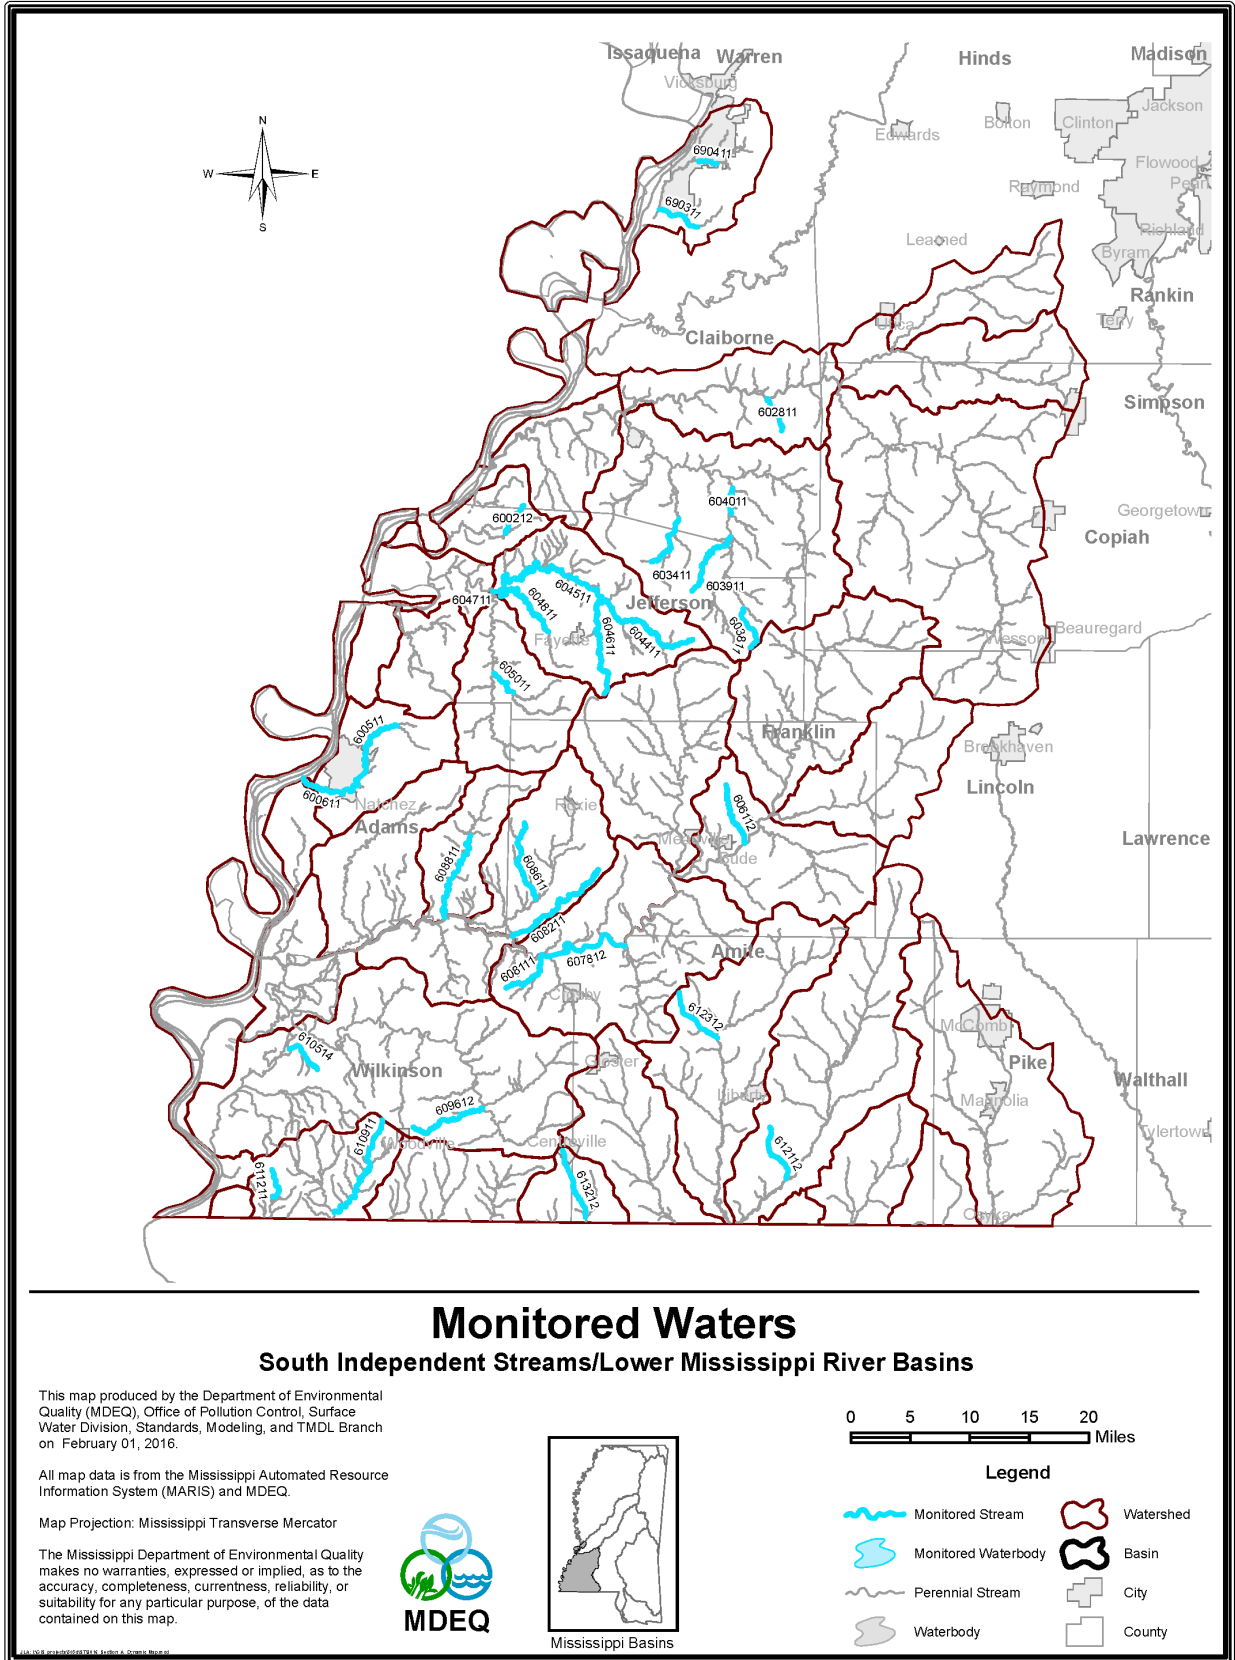 Issaquena
Warren
Hinds
Madison
Vicksburg
Jackson
Edwards
Bolton
Clinton
N
W
E
S
690411
Flowood
Pearl
Raymond
690311
Richland
Learned
Byram
Rankin
Utica
Terry
Claiborne
Simpson
602811
604011
600212
Georgetown
Copiah
603411
603911
604511
604711
604811
Jefferson
603811
Fayette
604611
604411
Wesson
Beauregard
605011
600511
Franklin
Brookhaven
Lincoln
600611
Natchez
Roxie
606112
Adams
Meadville
Bude
Lawrence
608811
608611
608211
Amite
607812
608111
Crosby
612312
McComb
610514
Wilkinson
Gloster
Pike
Walthall
Liberty
Magnolia
609612
610911
Woodville
Centreville
Tylertown
612112
611211
613212
Osyka
Monitored Waters
South Independent Streams/Lower Mississippi River Basins
This map produced by the Department of Environmental
Quality (MDEQ), Office of Pollution Control, Surface
Water Division, Standards, Modeling, and TMDL Branch
on February 01, 2016.
All map data is from the Mississippi Automated Resource
Information System (MARIS) and MDEQ.
Map Projection: Mississippi Transverse Mercator
The Mississippi Department of Environmental Quality
makes no warranties, expressed or implied, as to the
accuracy, completeness, currentness, reliability, or
suitability for any particular purpose, of the data
contained on this map.
MDEQ
Mississippi Basins
0 5 10 15 20
Miles
Legend
Monitored Stream
Watershed
Monitored Waterbody
Basin
Perennial Stream
City
Waterbody
County